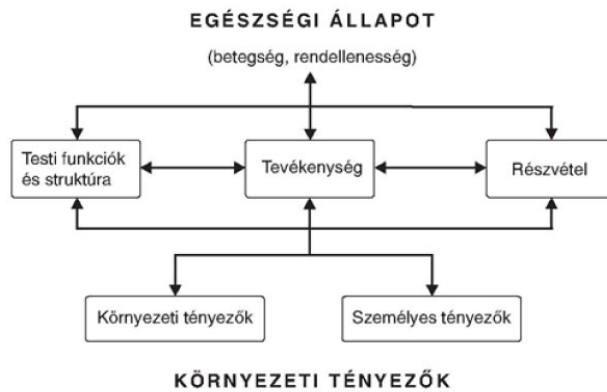 EGÉSZSÉGI ÁLLAPOT
(betegség, rendellenesség)
Testi funkciók
és struktúra
Tevékenység
Részvétel
Környezeti tényezők
Személyes tényezők
KÖRNYEZETI TÉNYEZŐK